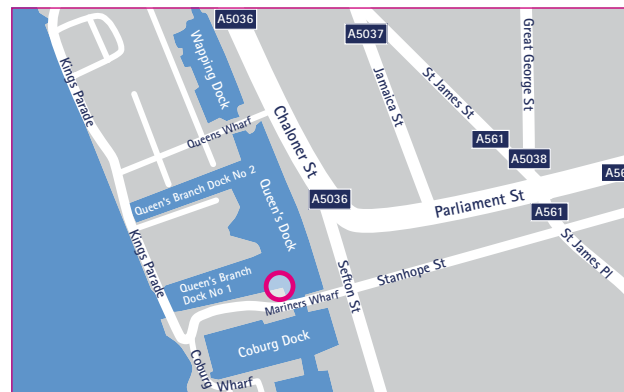 A5036
A5037
Great George St
Wapping Dock
Kings Parade
Jamaica St
St James St
Chaloner St
A561
A5038
Queens Wharf
Queen's Branch Dock No 2
Queen's Dock
A5036
Parliament St
A561
St James Pl
Kings Parade
Queen's Branch
Dock No 1
Sefton St
Stanhope St
Mariners Wharf
Coburg Dock
Coburg Wharf